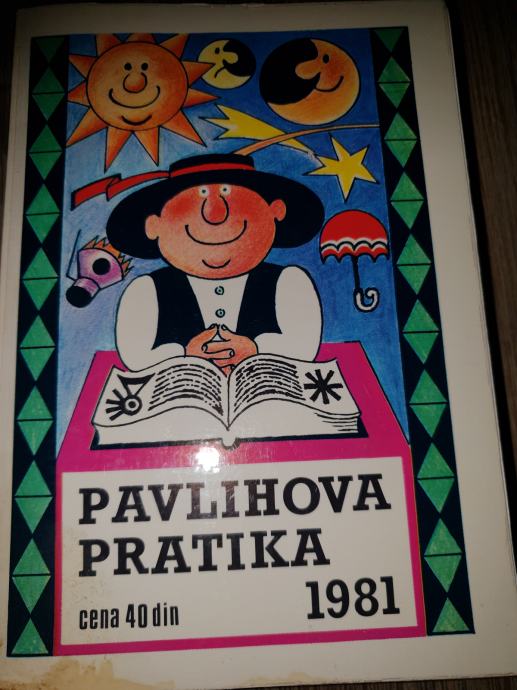 PAVLIHOVA
PRATIKA
1981
cena 40 din